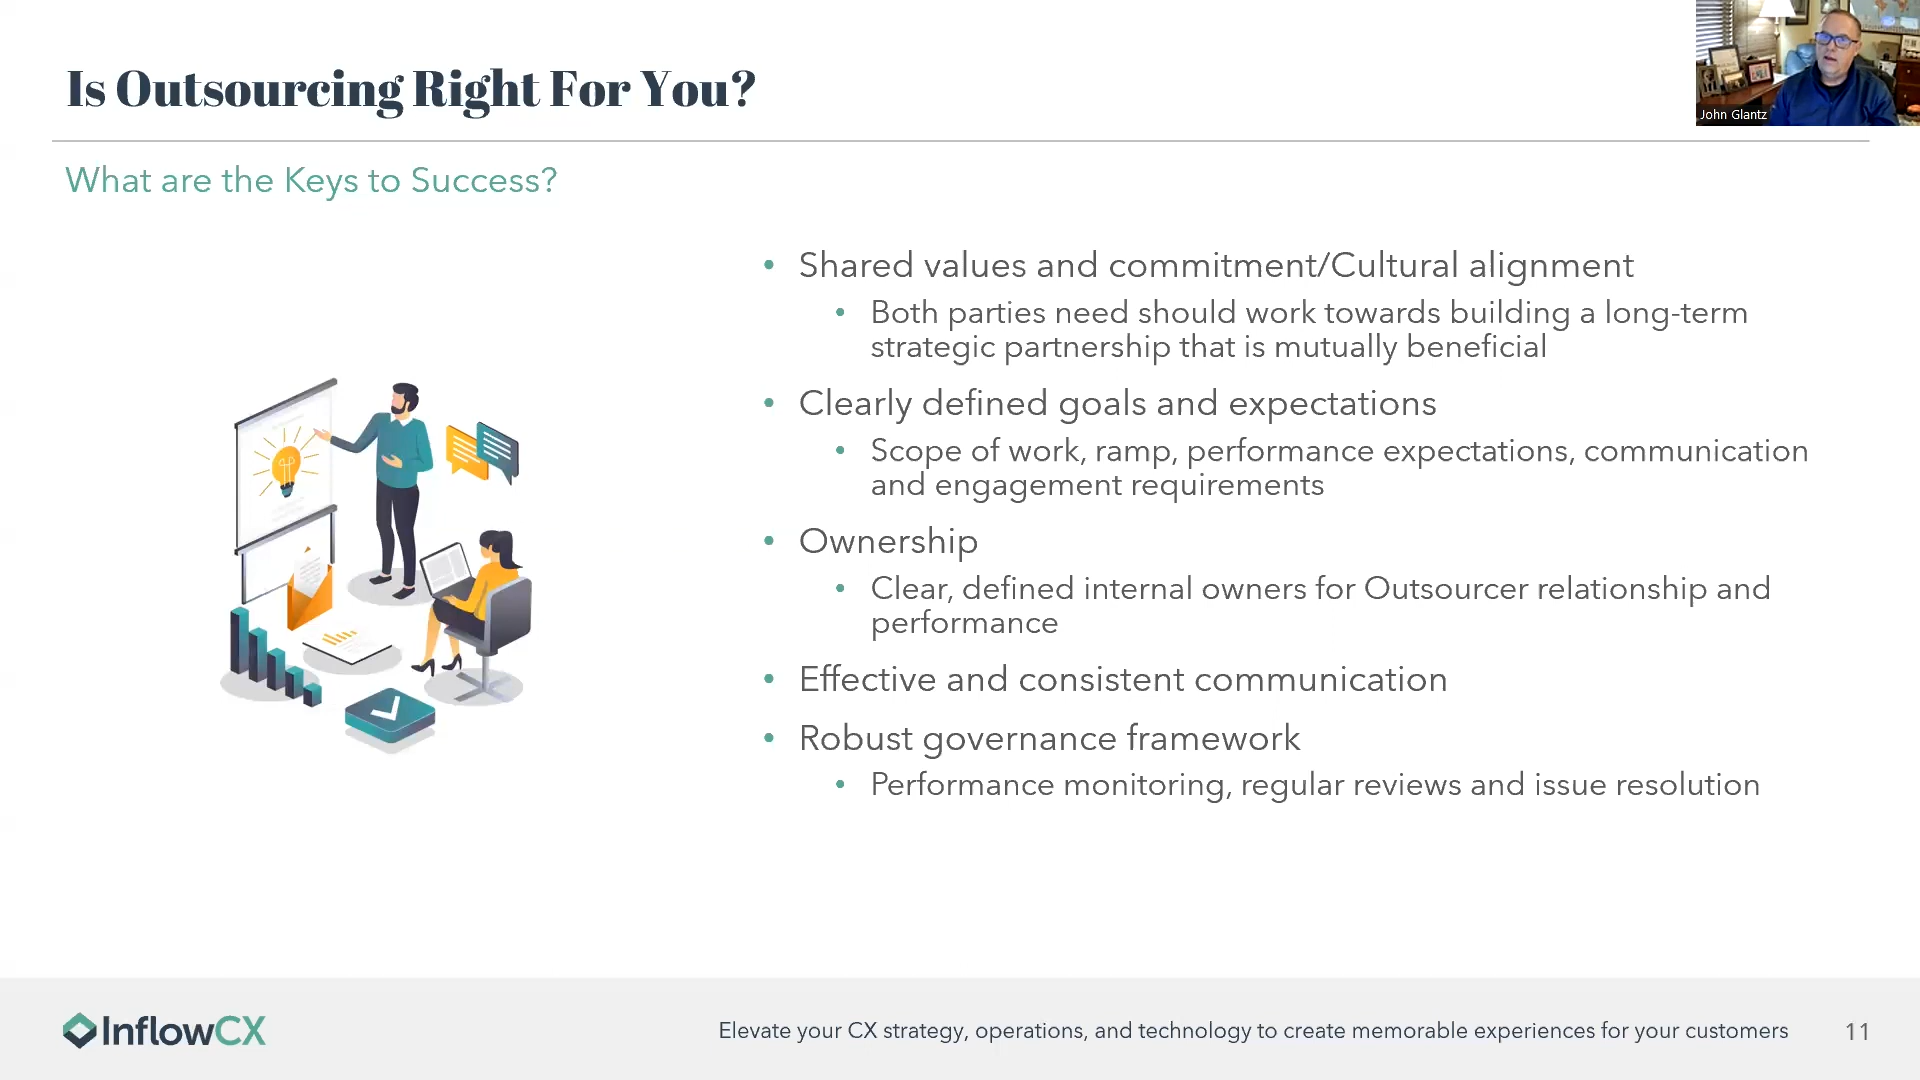 Is Outsourcing Right For You?
John Glantz
What are the Keys to Success?
• Shared values and commitment/Cultural alignment
• Both parties need should work towards building a long-term
strategic partnership that is mutually beneficial
• Clearly defined goals and expectations
• Scope of work, ramp, performance expectations, communication
and engagement requirements
• Ownership
• Clear, defined internal owners for Outsourcer relationship and
performance
• Effective and consistent communication
• Robust governance framework
• Performance monitoring, regular reviews and issue resolution
InflowCX
Elevate your CX strategy, operations, and technology to create memorable experiences for your customers
11